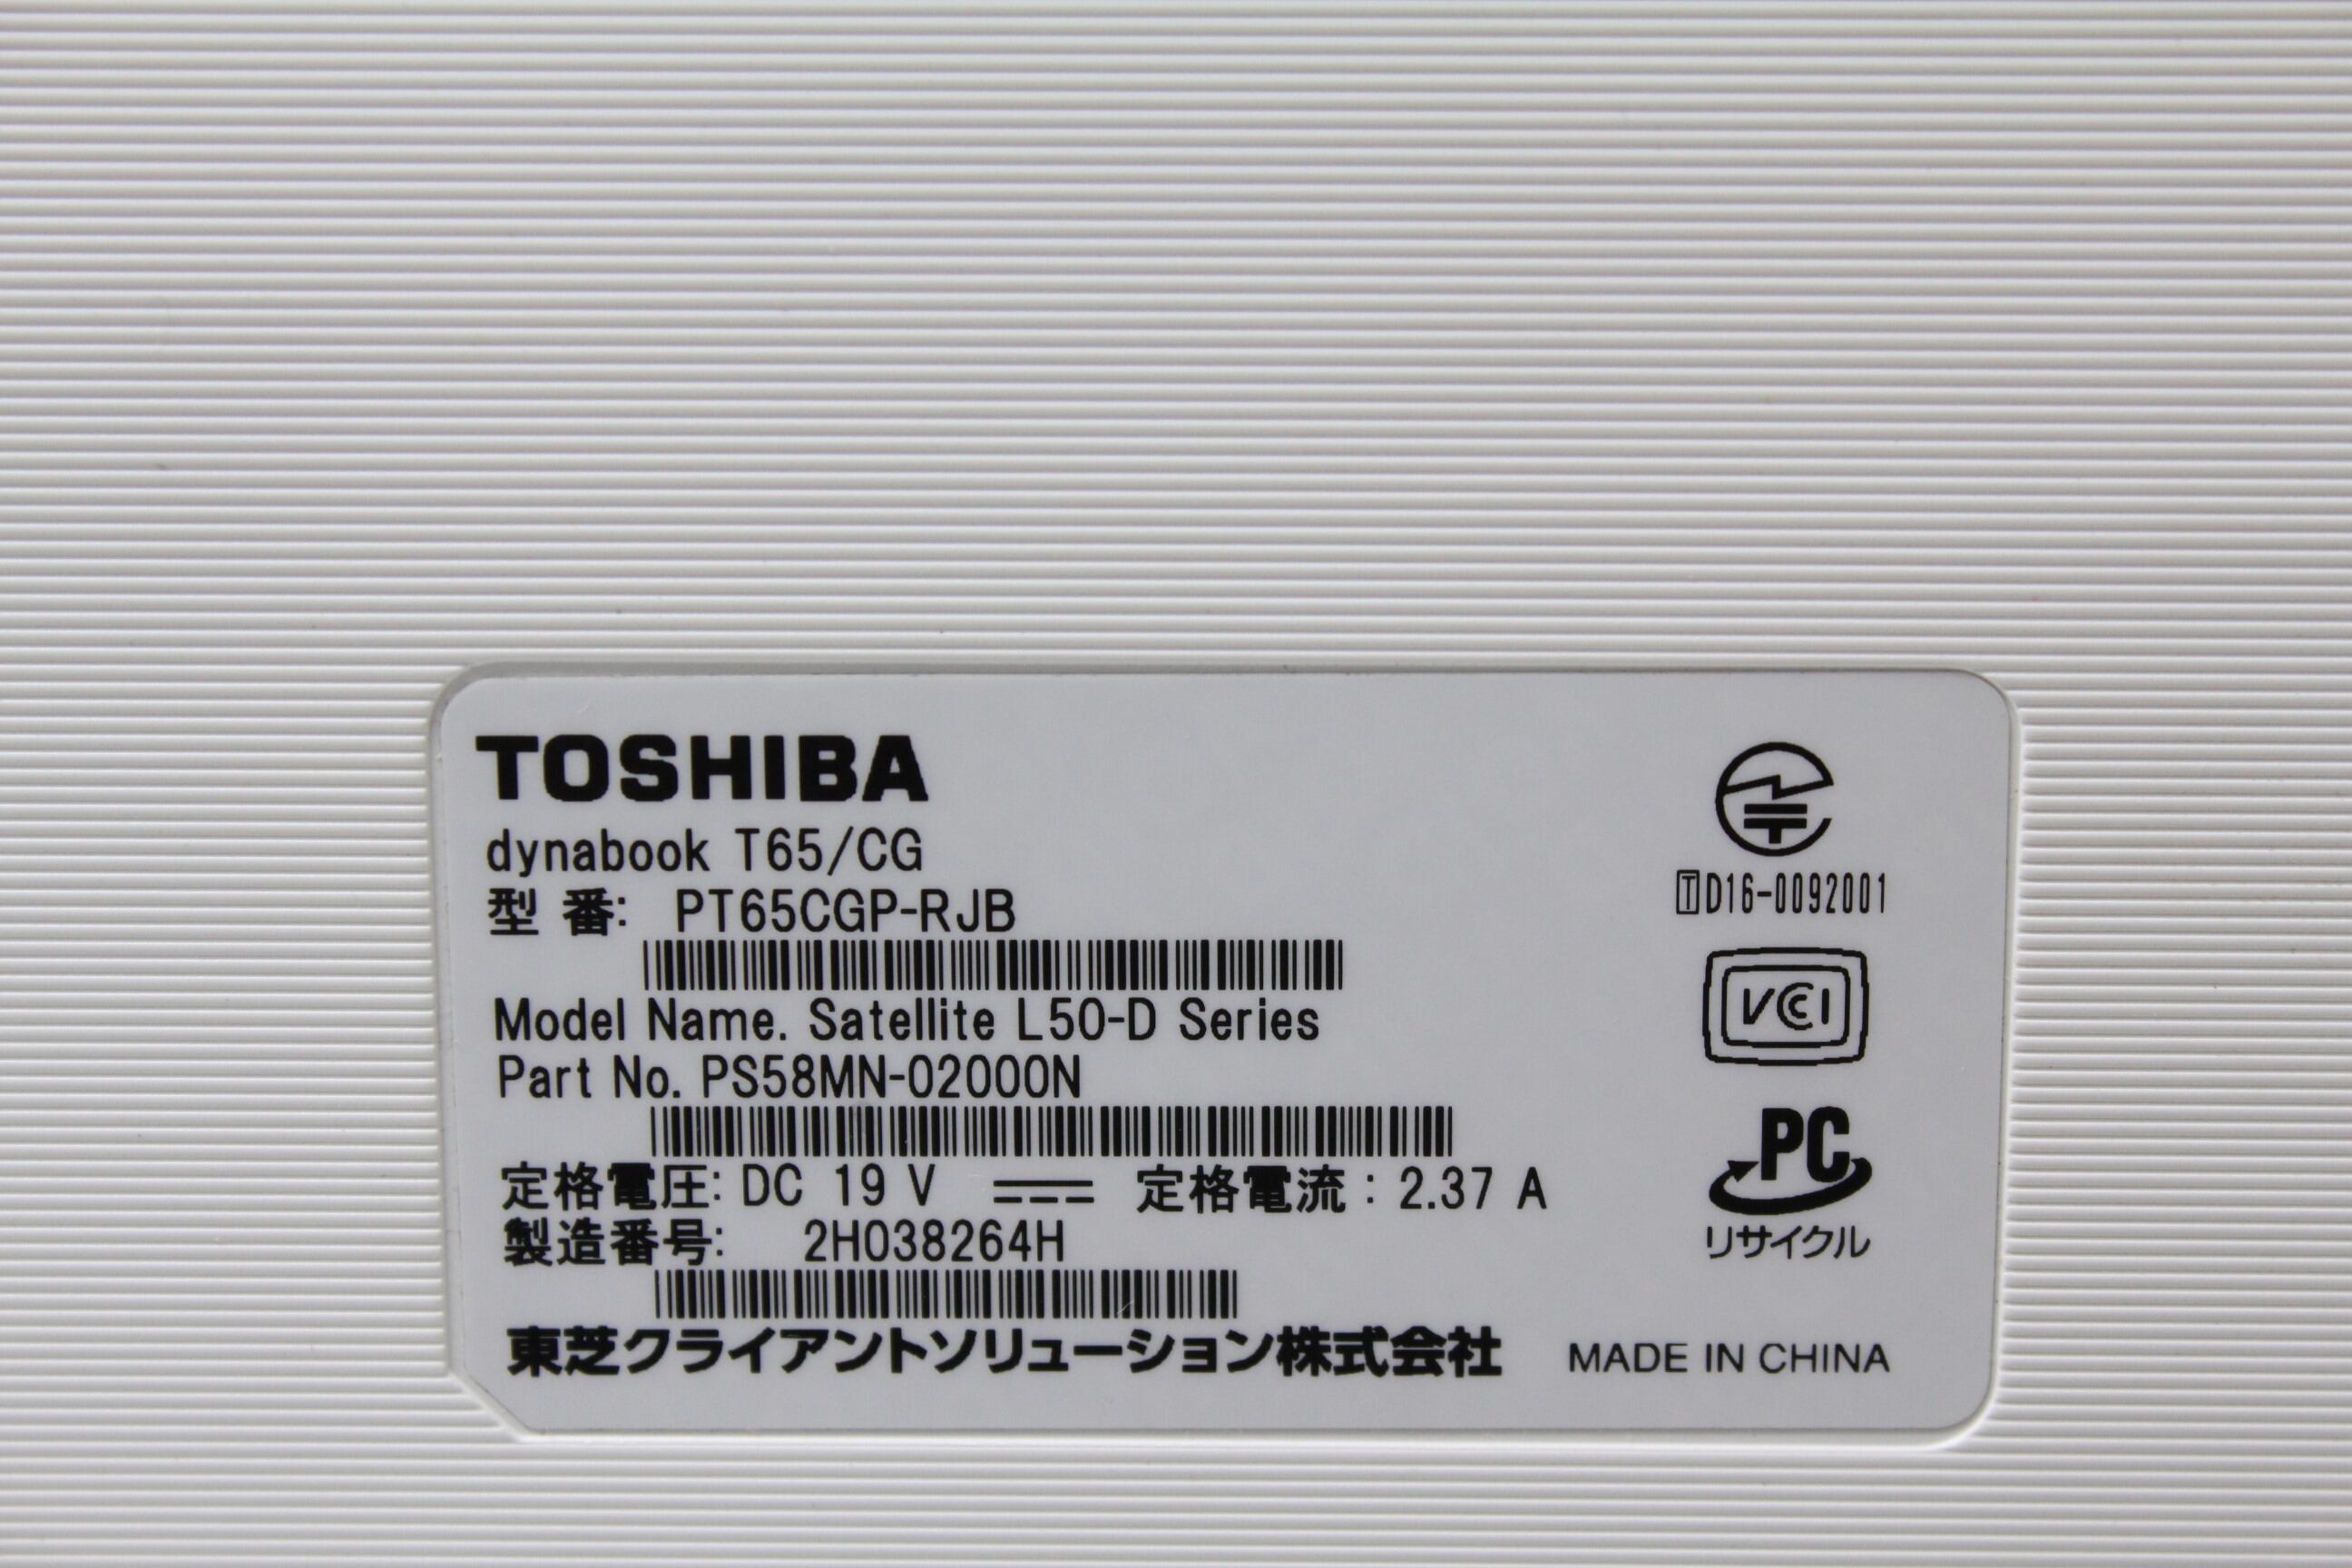 TOSHIBA
dynabook T65/CG
型 番: PT65CGP-RJB
Model Name. Satellite L50-D Series
Part No. PS58MN-02000N
定格電圧: DC 19 V 定格電流 : 2.37 A
製造番号: 2H038264H
東芝クライアントソリューション株式会社
T D16-0092001
VCCI
PC
リサイクル
MADE IN CHINA